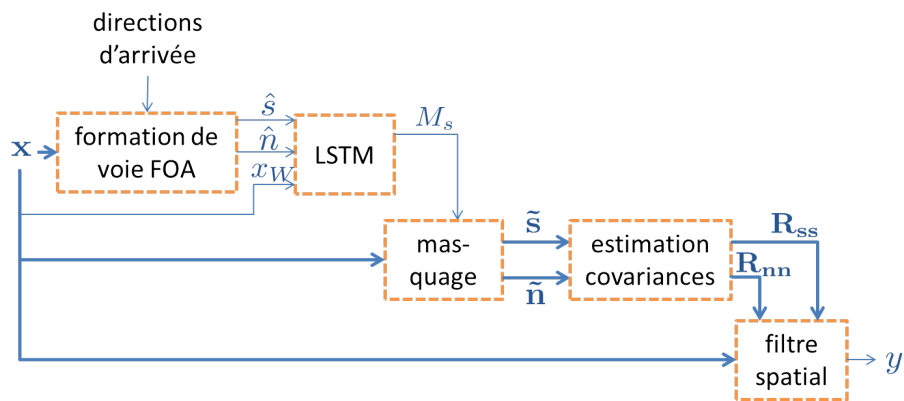 directions
d'arrivée
x
formation de
voie FOA
ŝ
n̂
x_W
LSTM
M_s
mas-
quage
s̃
ñ
estimation
covariances
R_ss
R_nn
filtre
spatial
y